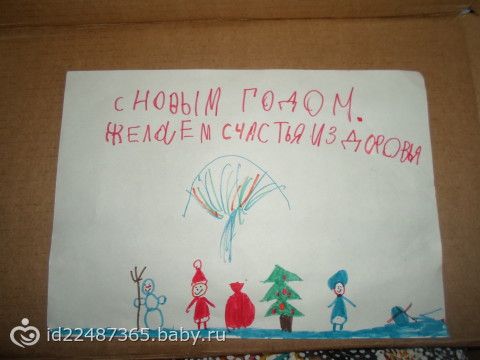 С НОВЫМ ГОДОМ.
ЖЕЛАЕМ СЧАСТЬЯ ИЗДОРОВЬЯ
id22487365.baby.ru